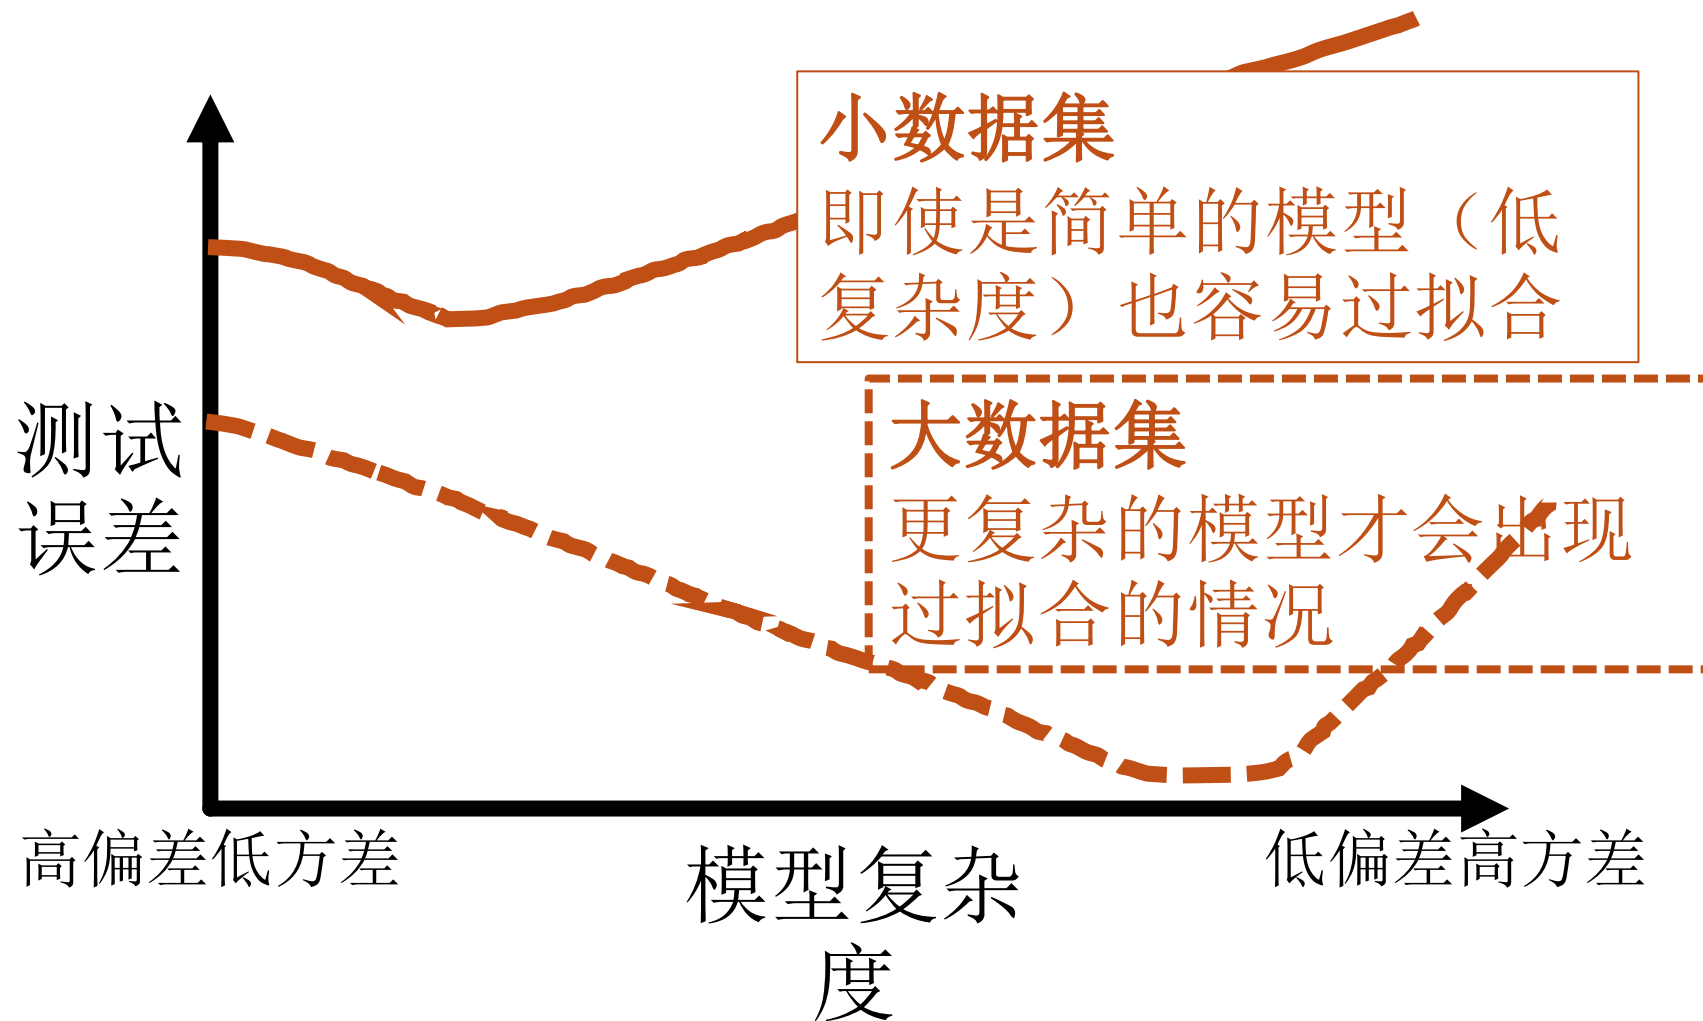 小数据集
即使是简单的模型（低
复杂度）也容易过拟合
大数据集
更复杂的模型才会出现
过拟合的情况
测试
误差
高偏差低方差
模型复杂
度
低偏差高方差